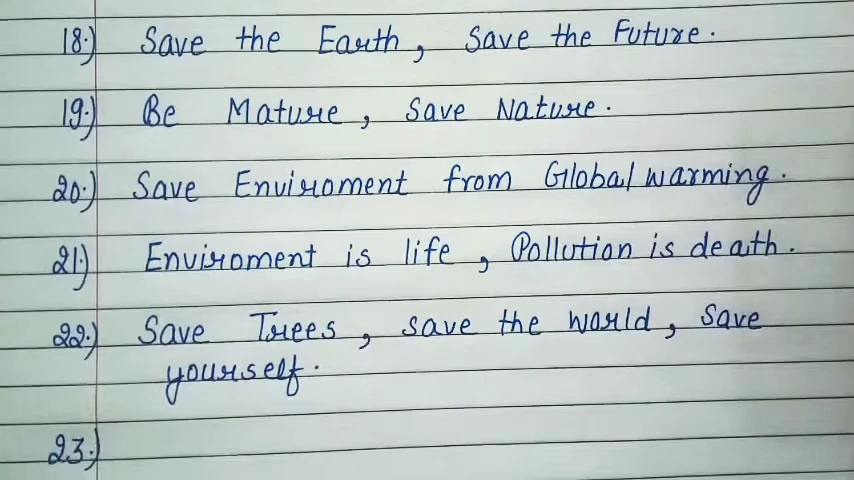 18.) Save the Earth, Save the Future.
19.) Be Mature, Save Nature.
20.) Save Enviroment from Global warming.
21.) Enviroment is life, Pollution is death.
22.) Save Trees, save the world, save
yourself.
23.)